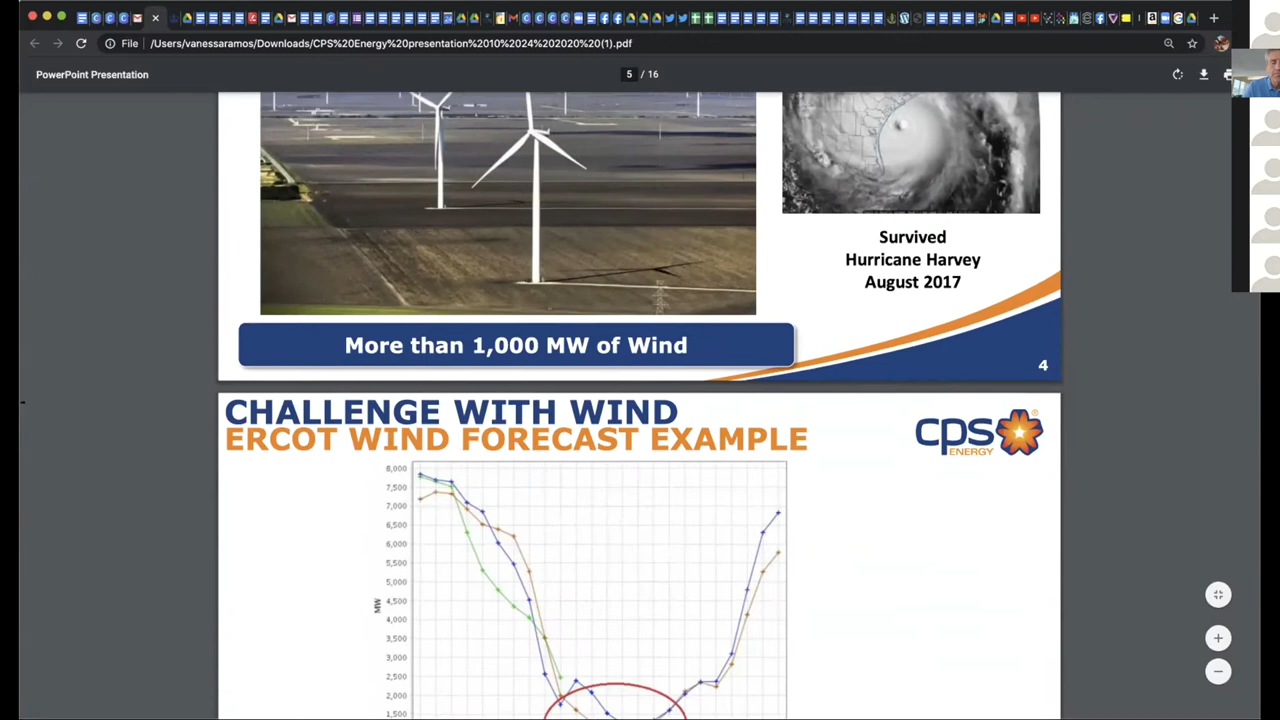 File | /Users/vanessaramos/Downloads/CPS%20Energy%20presentation%2010%2024%202020%20(1).pdf
PowerPoint Presentation
5 / 16
Survived
Hurricane Harvey
August 2017
More than 1,000 MW of Wind
4
CHALLENGE WITH WIND
ERCOT WIND FORECAST EXAMPLE
cps
ENERGY
8,000
7,500
7,000
6,500
6,000
5,500
5,000
4,500
4,000
3,500
3,000
2,500
2,000
1,500
MW